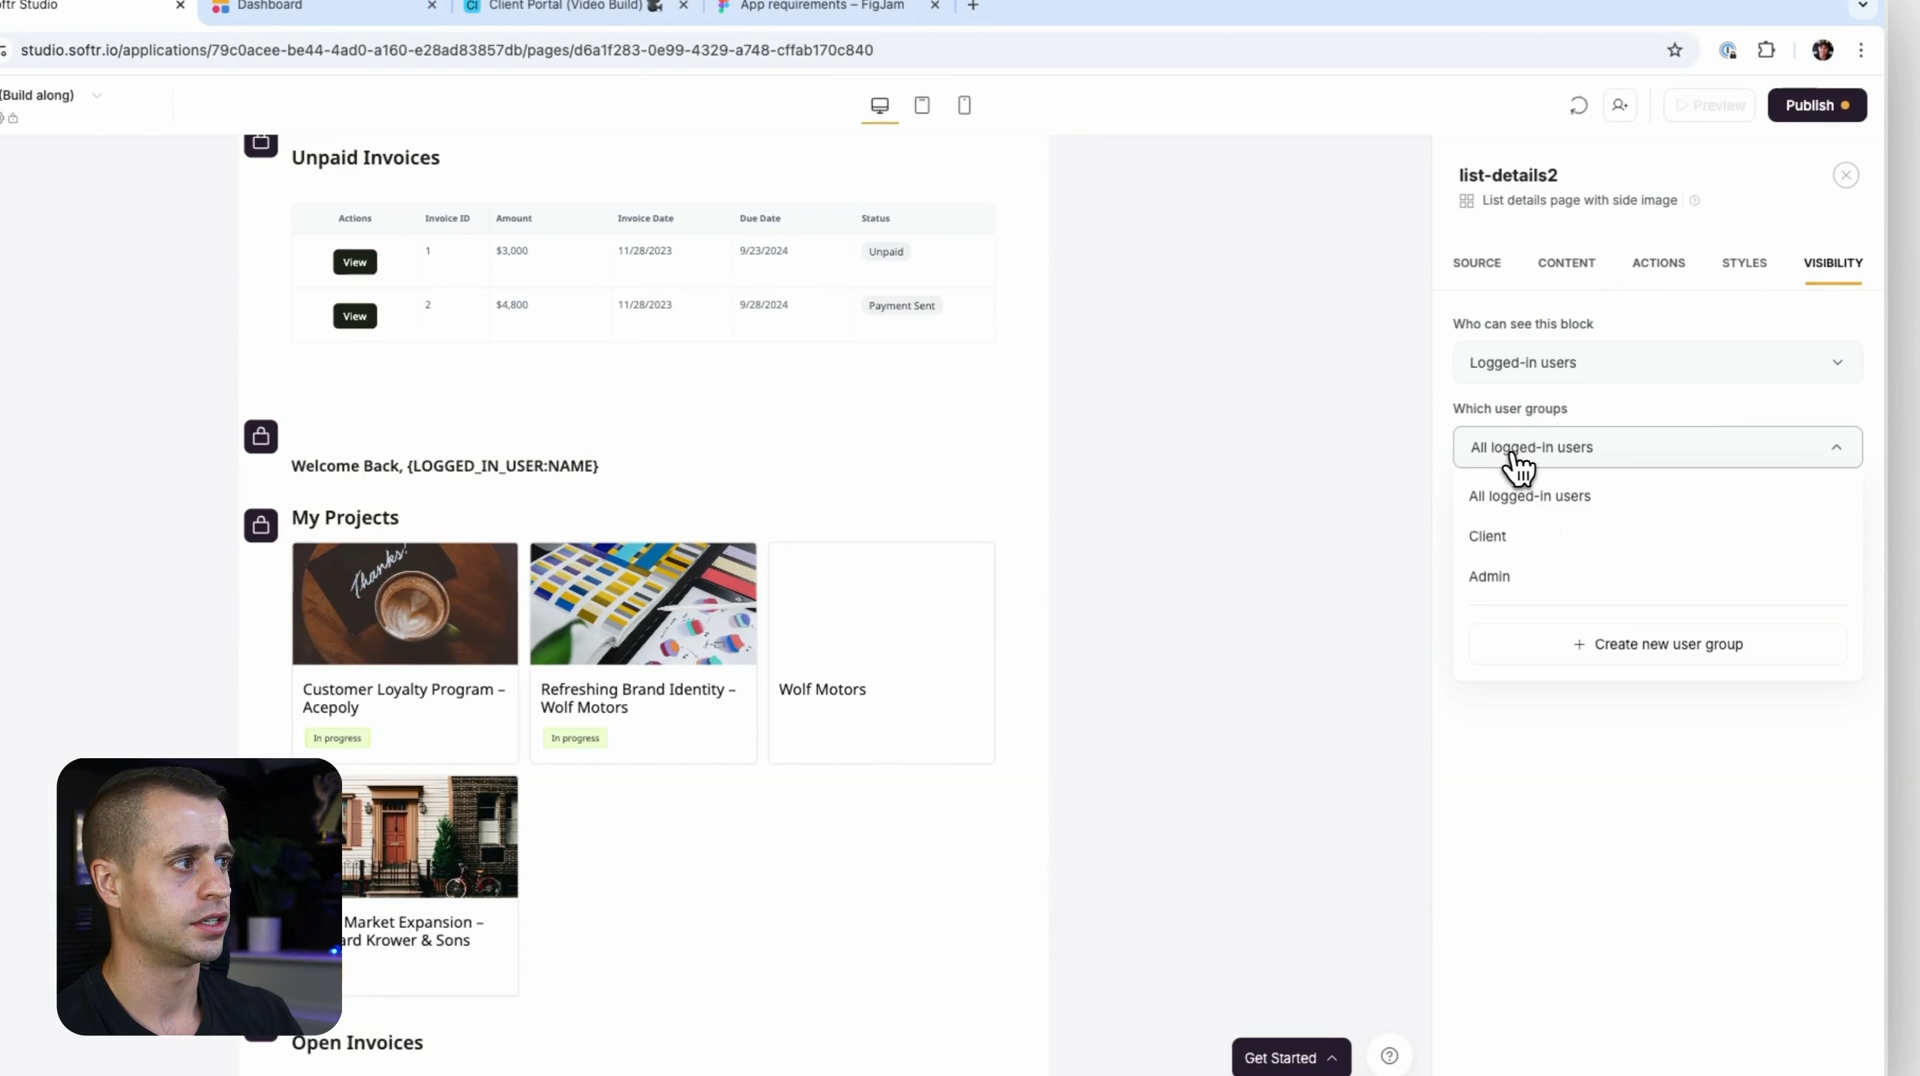 Softr Studio
Dashboard
Client Portal (Video Build)
App requirements – FigJam
studio.softr.io/applications/79c0acee-be44-4ad0-a160-e28ad83857db/pages/d6a1f283-0e99-4329-a748-cffab170c840
(Build along)
Preview
Publish
Unpaid Invoices
Actions Invoice ID Amount Invoice Date Due Date Status
View 1 $3,000 11/28/2023 9/23/2024 Unpaid
View 2 $4,800 11/28/2023 9/28/2024 Payment Sent
Welcome Back, {LOGGED_IN_USER:NAME}
My Projects
Customer Loyalty Program –
Acepoly
In progress
Refreshing Brand Identity –
Wolf Motors
In progress
Wolf Motors
Thanks!
Market Expansion –
ard Krower & Sons
Open Invoices
Get Started
list-details2
List details page with side image
SOURCE CONTENT ACTIONS STYLES VISIBILITY
Who can see this block
Logged-in users
Which user groups
All logged-in users
All logged-in users
Client
Admin
+ Create new user group